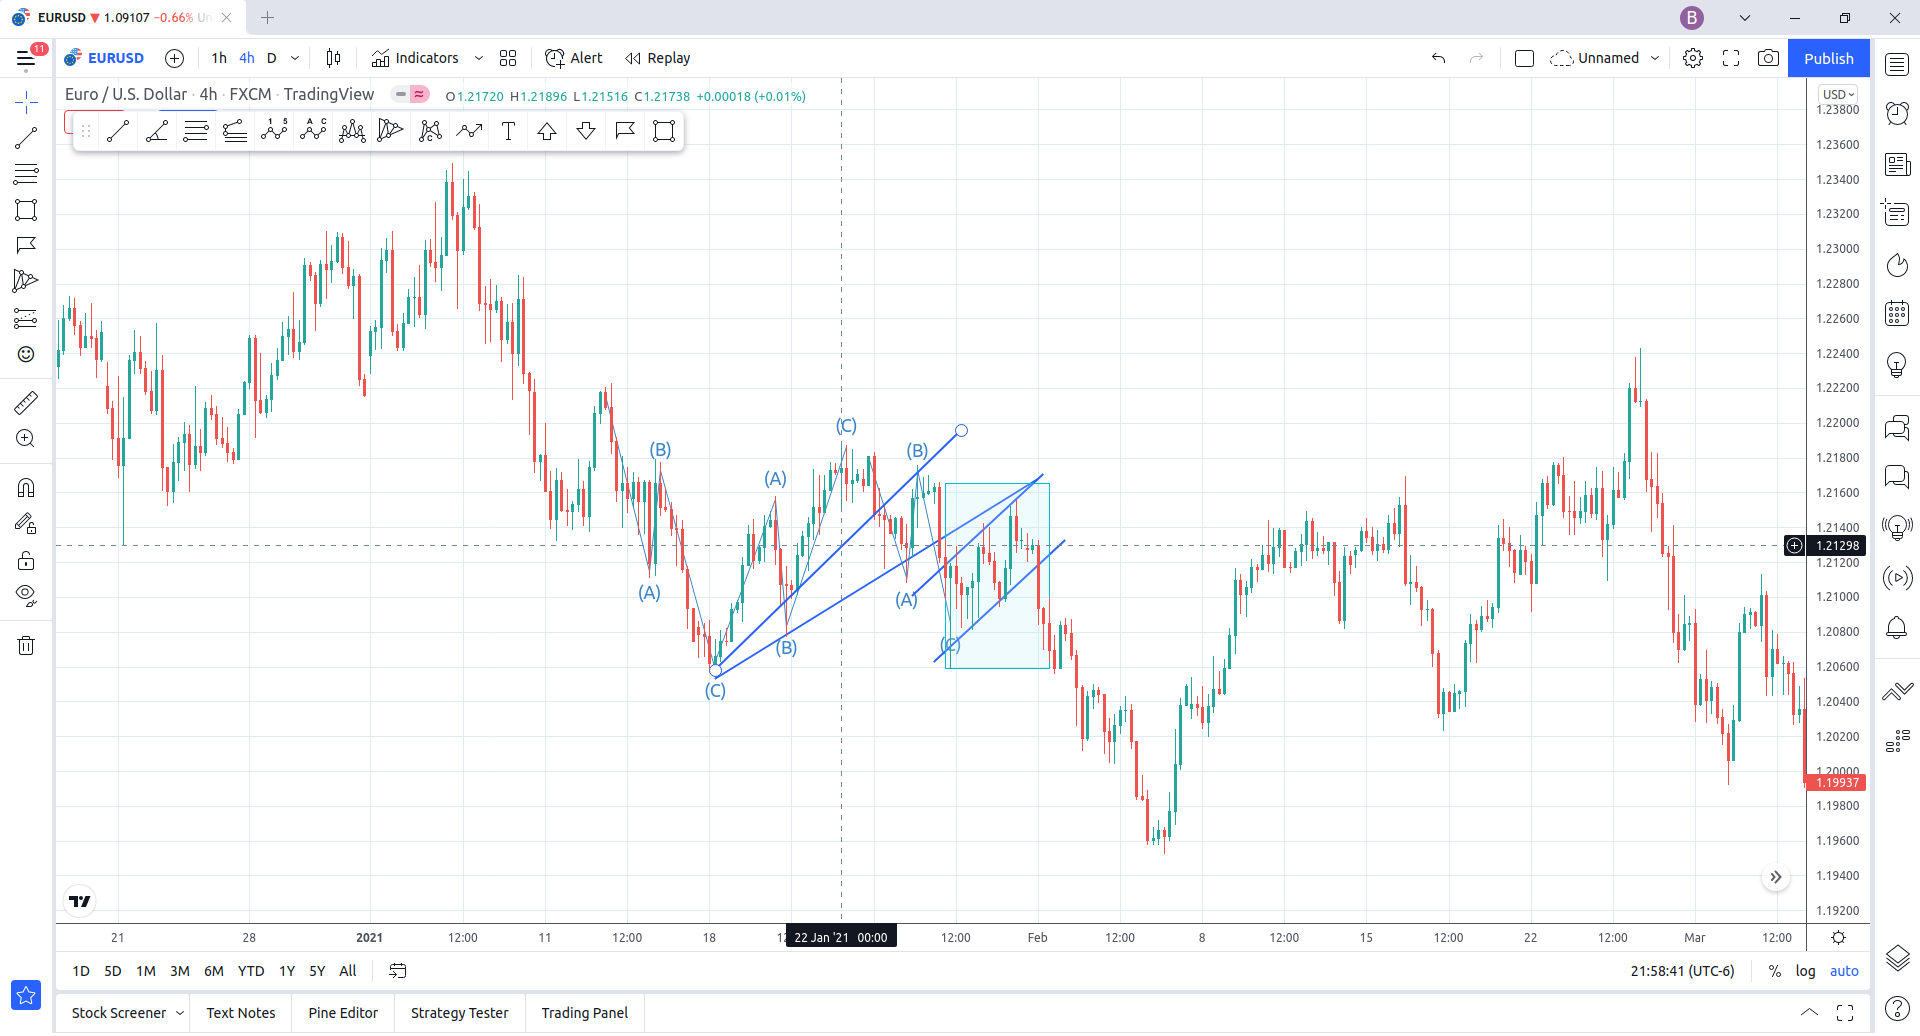 EURUSD ▼ 1.09107 −0.66% Un
B
11
EURUSD 1h 4h D Indicators Alert Replay Unnamed Publish
Euro / U.S. Dollar · 4h · FXCM · TradingView O1.21720 H1.21896 L1.21516 C1.21738 +0.00018 (+0.01%)
USD
1 5 A C T
1.23800
1.23600
1.23400
1.23200
1.23000
1.22800
1.22600
1.22400
1.22200
1.22000
1.21800
1.21600
1.21400
1.21298
1.21200
1.21000
1.20800
1.20600
1.20400
1.20200
1.20000
1.19937
1.19800
1.19600
1.19400
1.19200
(A)
(B)
(C)
(A)
(B)
(C)
(A)
(B)
(C)
21 28 2021 12:00 11 12:00 18 22 Jan '21 00:00 12:00 Feb 12:00 8 12:00 15 12:00 22 12:00 Mar 12:00
1D 5D 1M 3M 6M YTD 1Y 5Y All 21:58:41 (UTC-6) % log auto
Stock Screener Text Notes Pine Editor Strategy Tester Trading Panel